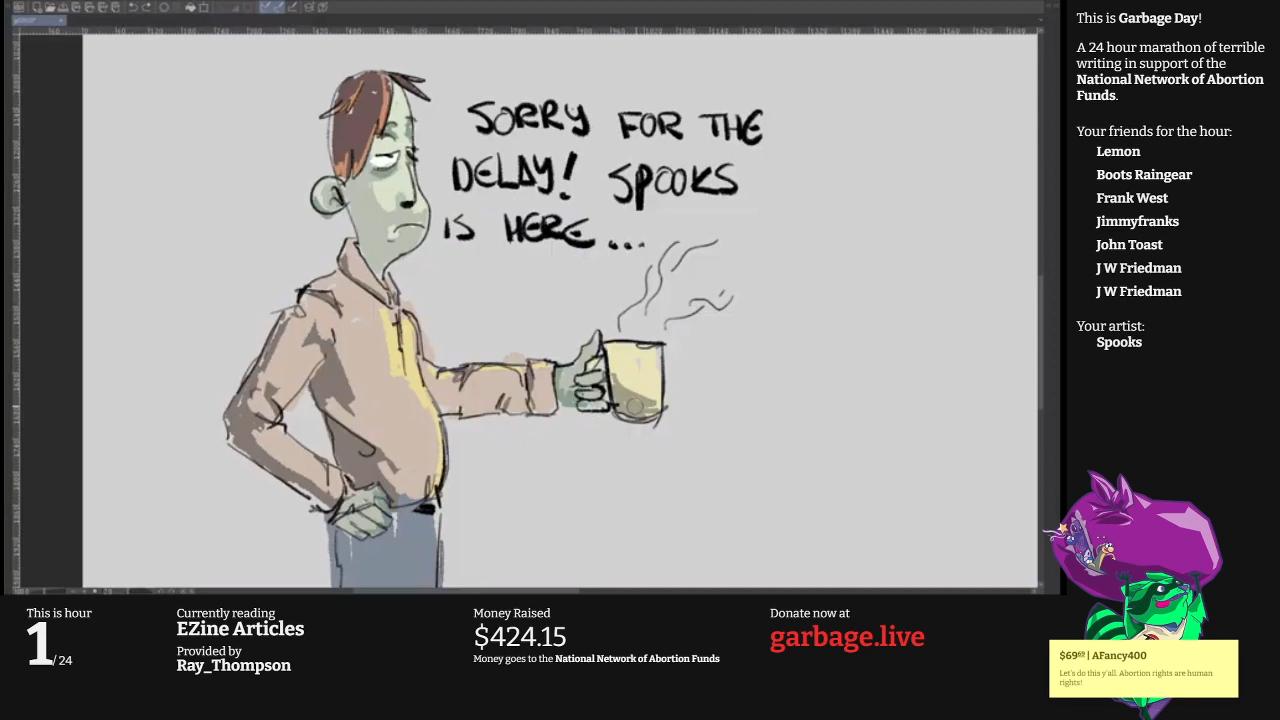 SORRY FOR THE
DELAY! SPOOKS
IS HERE...
This is Garbage Day!
A 24 hour marathon of terrible
writing in support of the
National Network of Abortion
Funds.
Your friends for the hour:
Lemon
Boots Raingear
Frank West
Jimmyfranks
John Toast
J W Friedman
J W Friedman
Your artist:
Spooks
This is hour
1/ 24
Currently reading
EZine Articles
Provided by
Ray_Thompson
Money Raised
$424.15
Money goes to the National Network of Abortion Funds
Donate now at
garbage.live
$69⁶⁹ | AFancy400
Let's do this y'all. Abortion rights are human
rights!